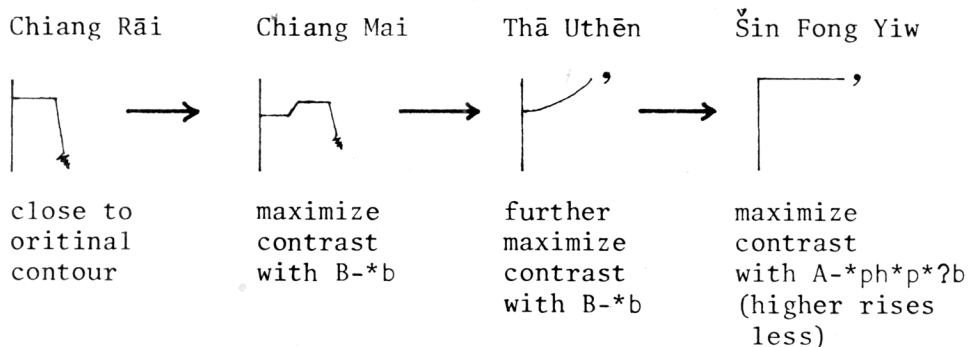 Chiang Rāi Chiang Mai Thā Uthēn S̆in Fong Yiw
, ,
close to maximize further maximize
oritinal contrast maximize contrast
contour with B-*b contrast with A-*ph*p*?b
with B-*b (higher rises
less)